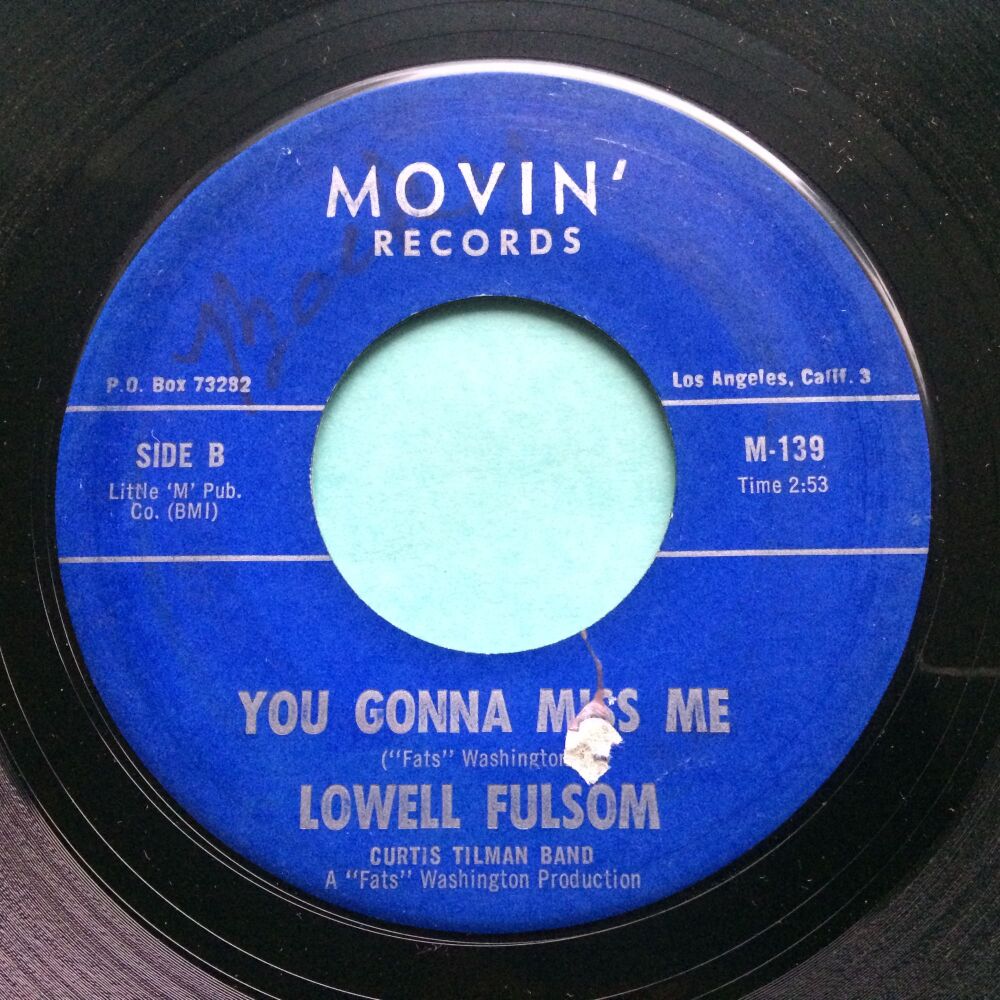 MOVIN'
RECORDS
P.O. Box 73282
Los Angeles, Calif. 3
SIDE B
Little 'M' Pub.
Co. (BMI)
M-139
Time 2:53
YOU GONNA MISS ME
("Fats" Washington
LOWELL FULSOM
CURTIS TILMAN BAND
A "Fats" Washington Production